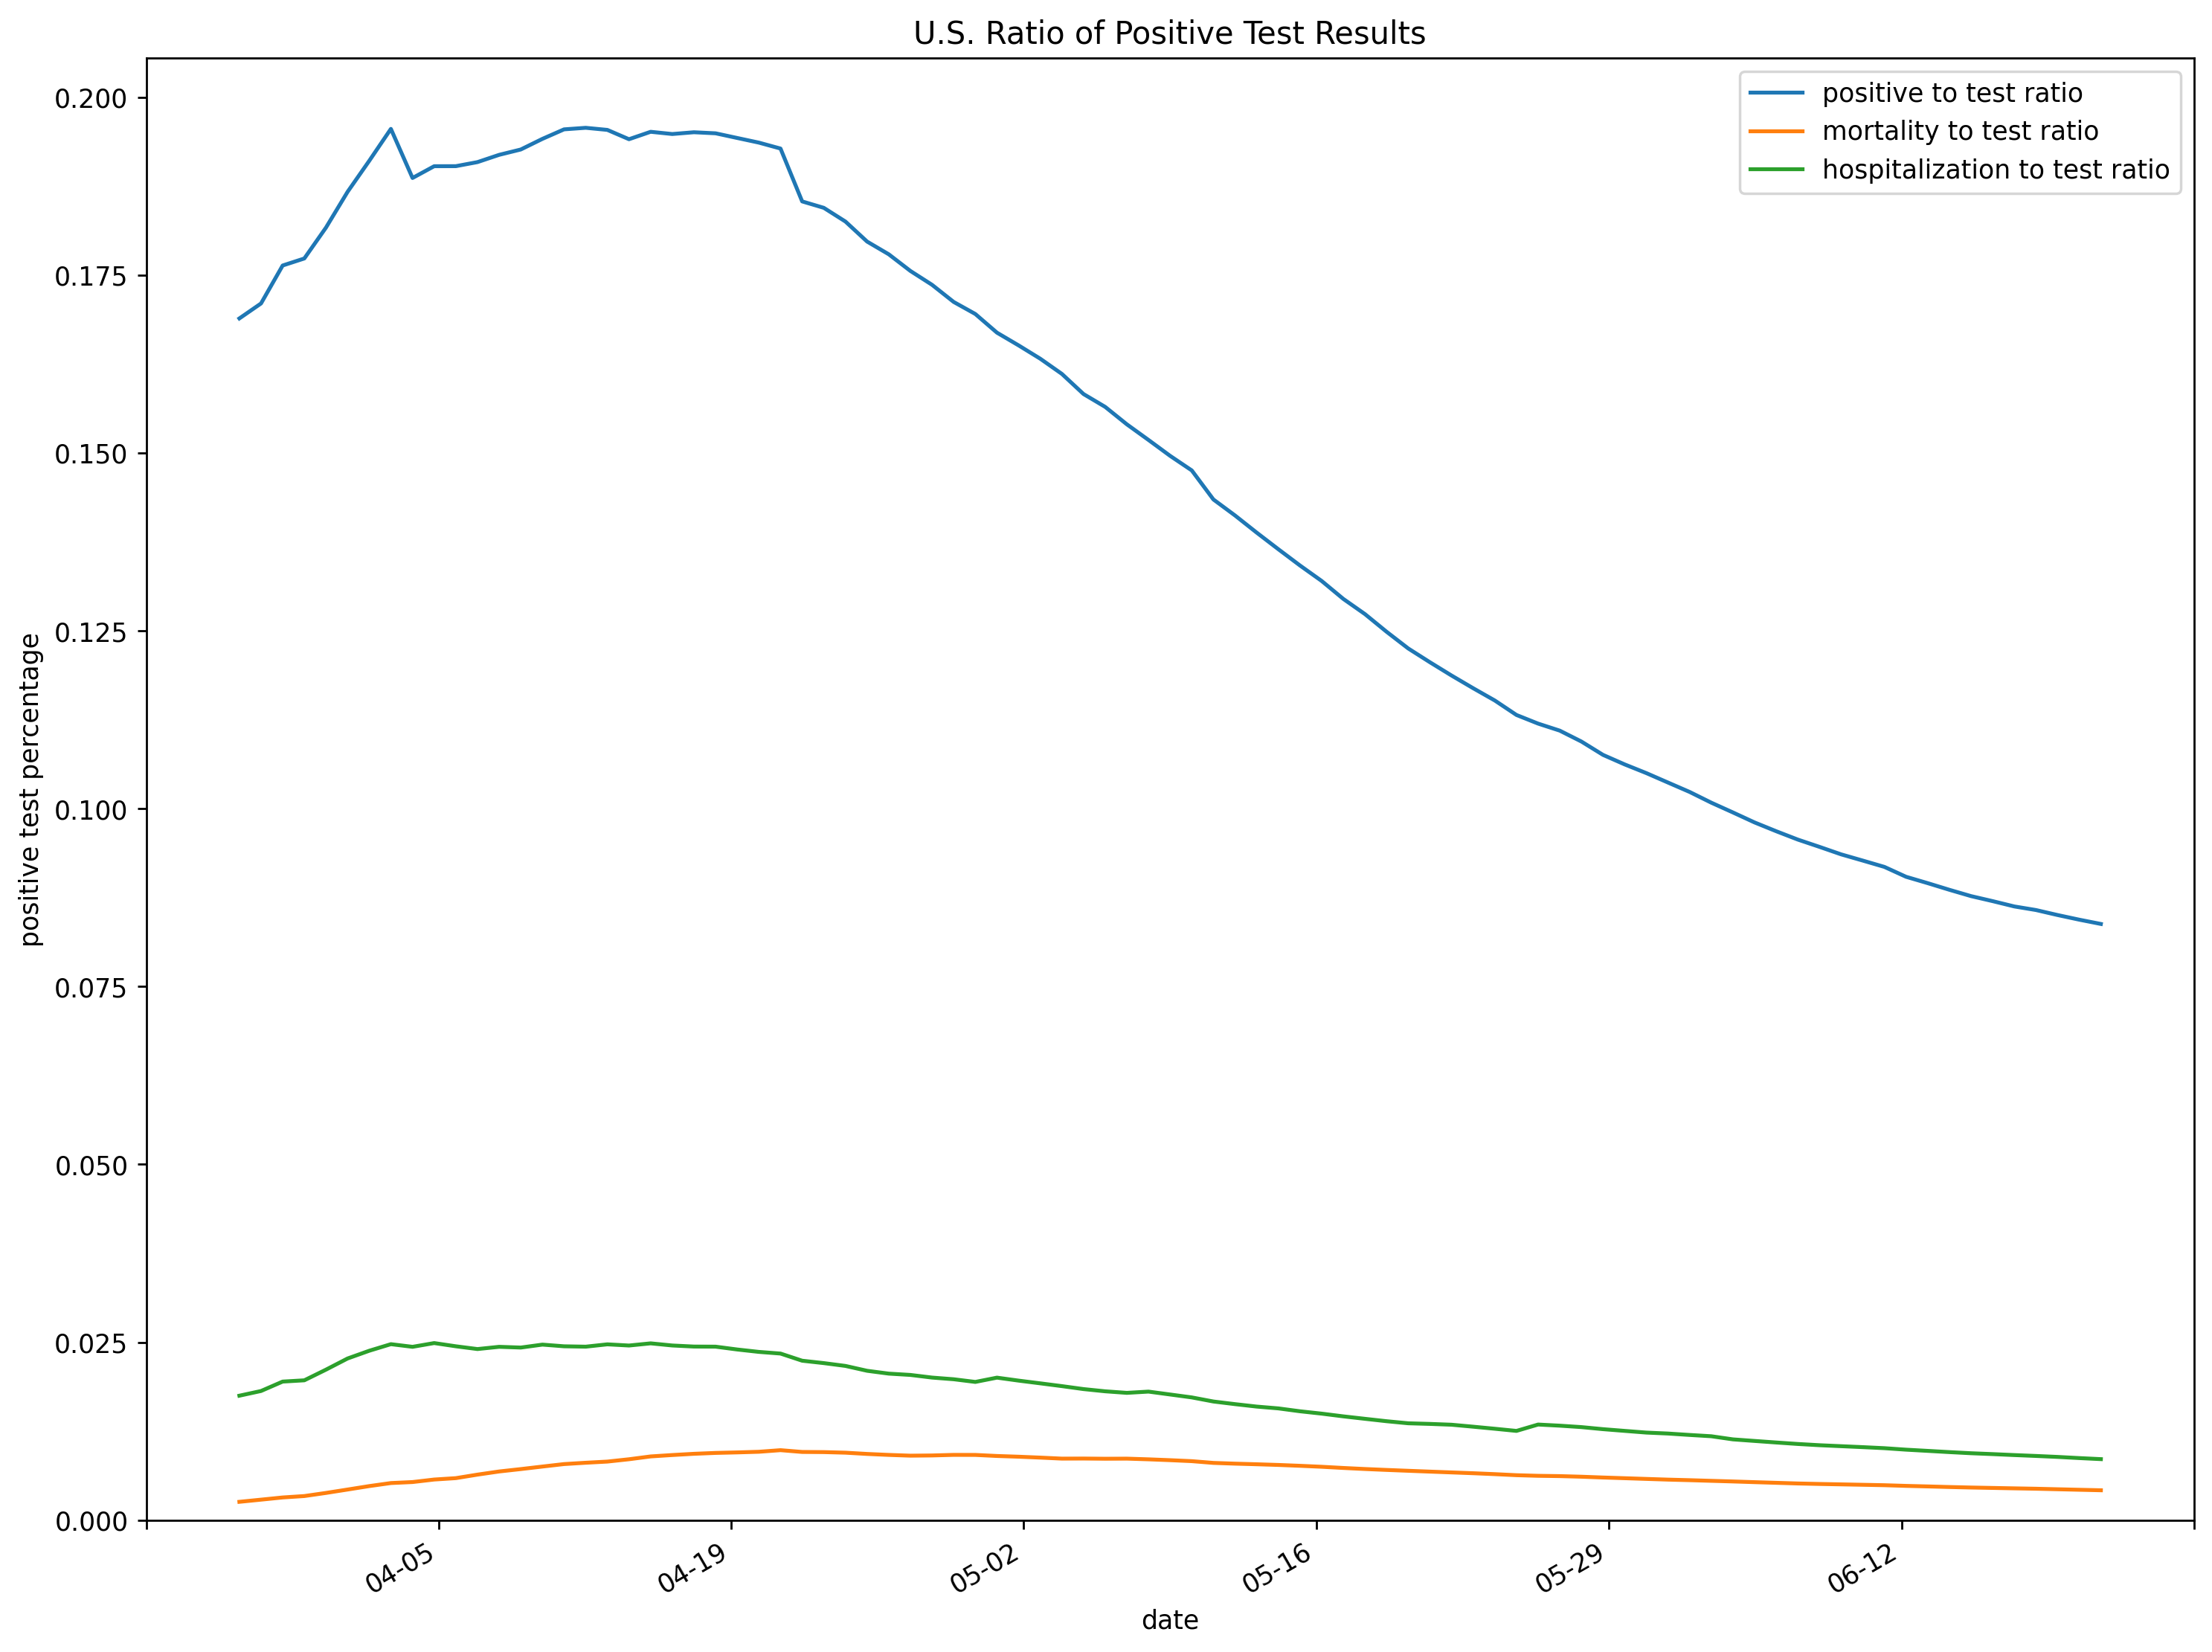 U.S. Ratio of Positive Test Results
positive to test ratio
mortality to test ratio
hospitalization to test ratio
positive test percentage
0.200
0.175
0.150
0.125
0.100
0.075
0.050
0.025
0.000
04-05
04-19
05-02
05-16
05-29
06-12
date